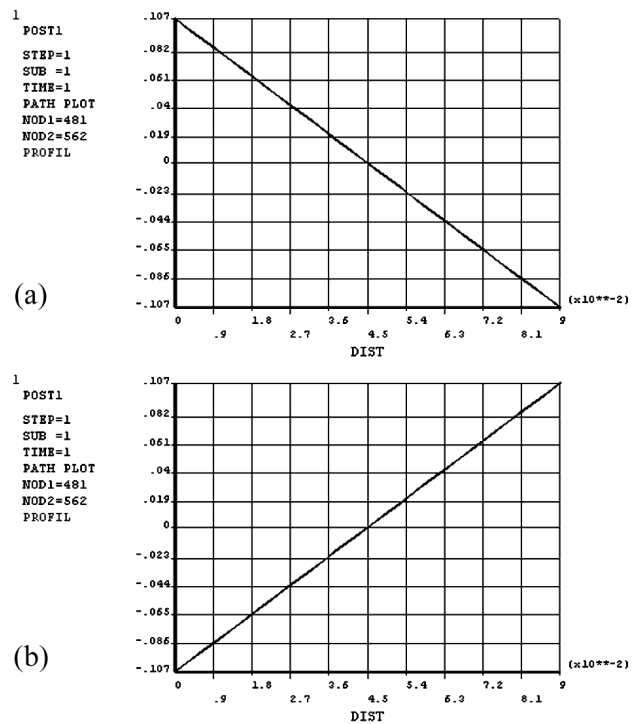 1
POST1
STEP=1
SUB =1
TIME=1
PATH PLOT
NOD1=481
NOD2=562
PROFIL
.107
.082
.061
.04
.019
0
-.023
-.044
-.065
-.086
-.107
(a)
0 1.8 3.6 5.4 7.2 9 (x10**-2)
.9 2.7 4.5 6.3 8.1
DIST
1
POST1
STEP=1
SUB =1
TIME=1
PATH PLOT
NOD1=481
NOD2=562
PROFIL
.107
.082
.061
.04
.019
0
-.023
-.044
-.065
-.086
-.107
(b)
0 1.8 3.6 5.4 7.2 9 (x10**-2)
.9 2.7 4.5 6.3 8.1
DIST